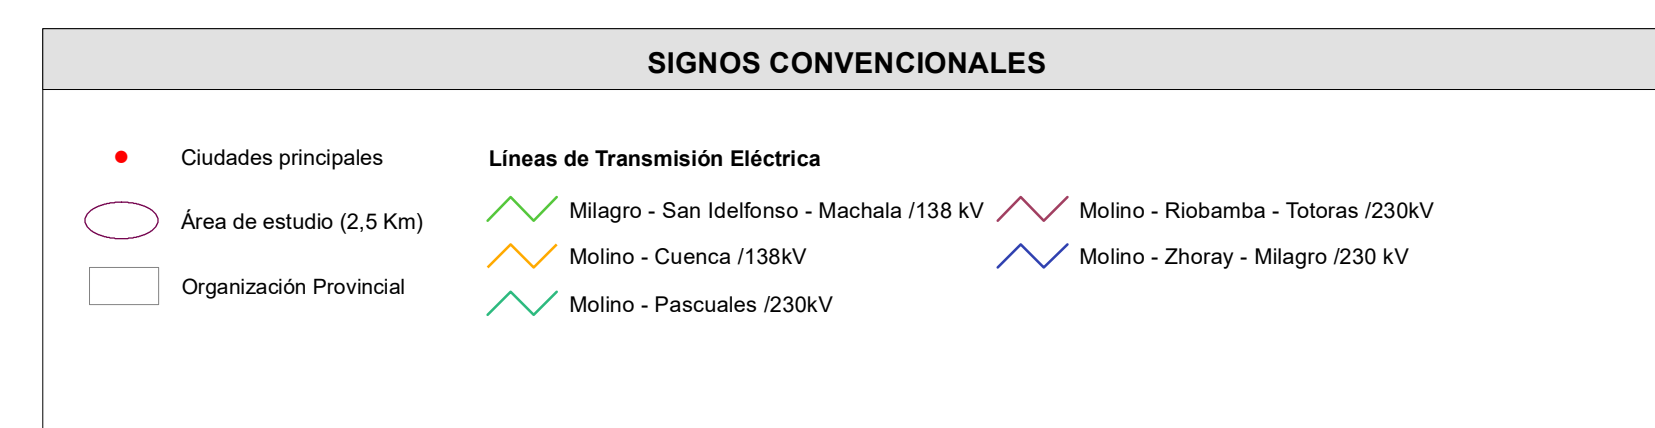 SIGNOS CONVENCIONALES
Ciudades principales
Área de estudio (2,5 Km)
Organización Provincial
Líneas de Transmisión Eléctrica
Milagro - San Idelfonso - Machala /138 kV
Molino - Cuenca /138kV
Molino - Pascuales /230kV
Molino - Riobamba - Totoras /230kV
Molino - Zhoray - Milagro /230 kV